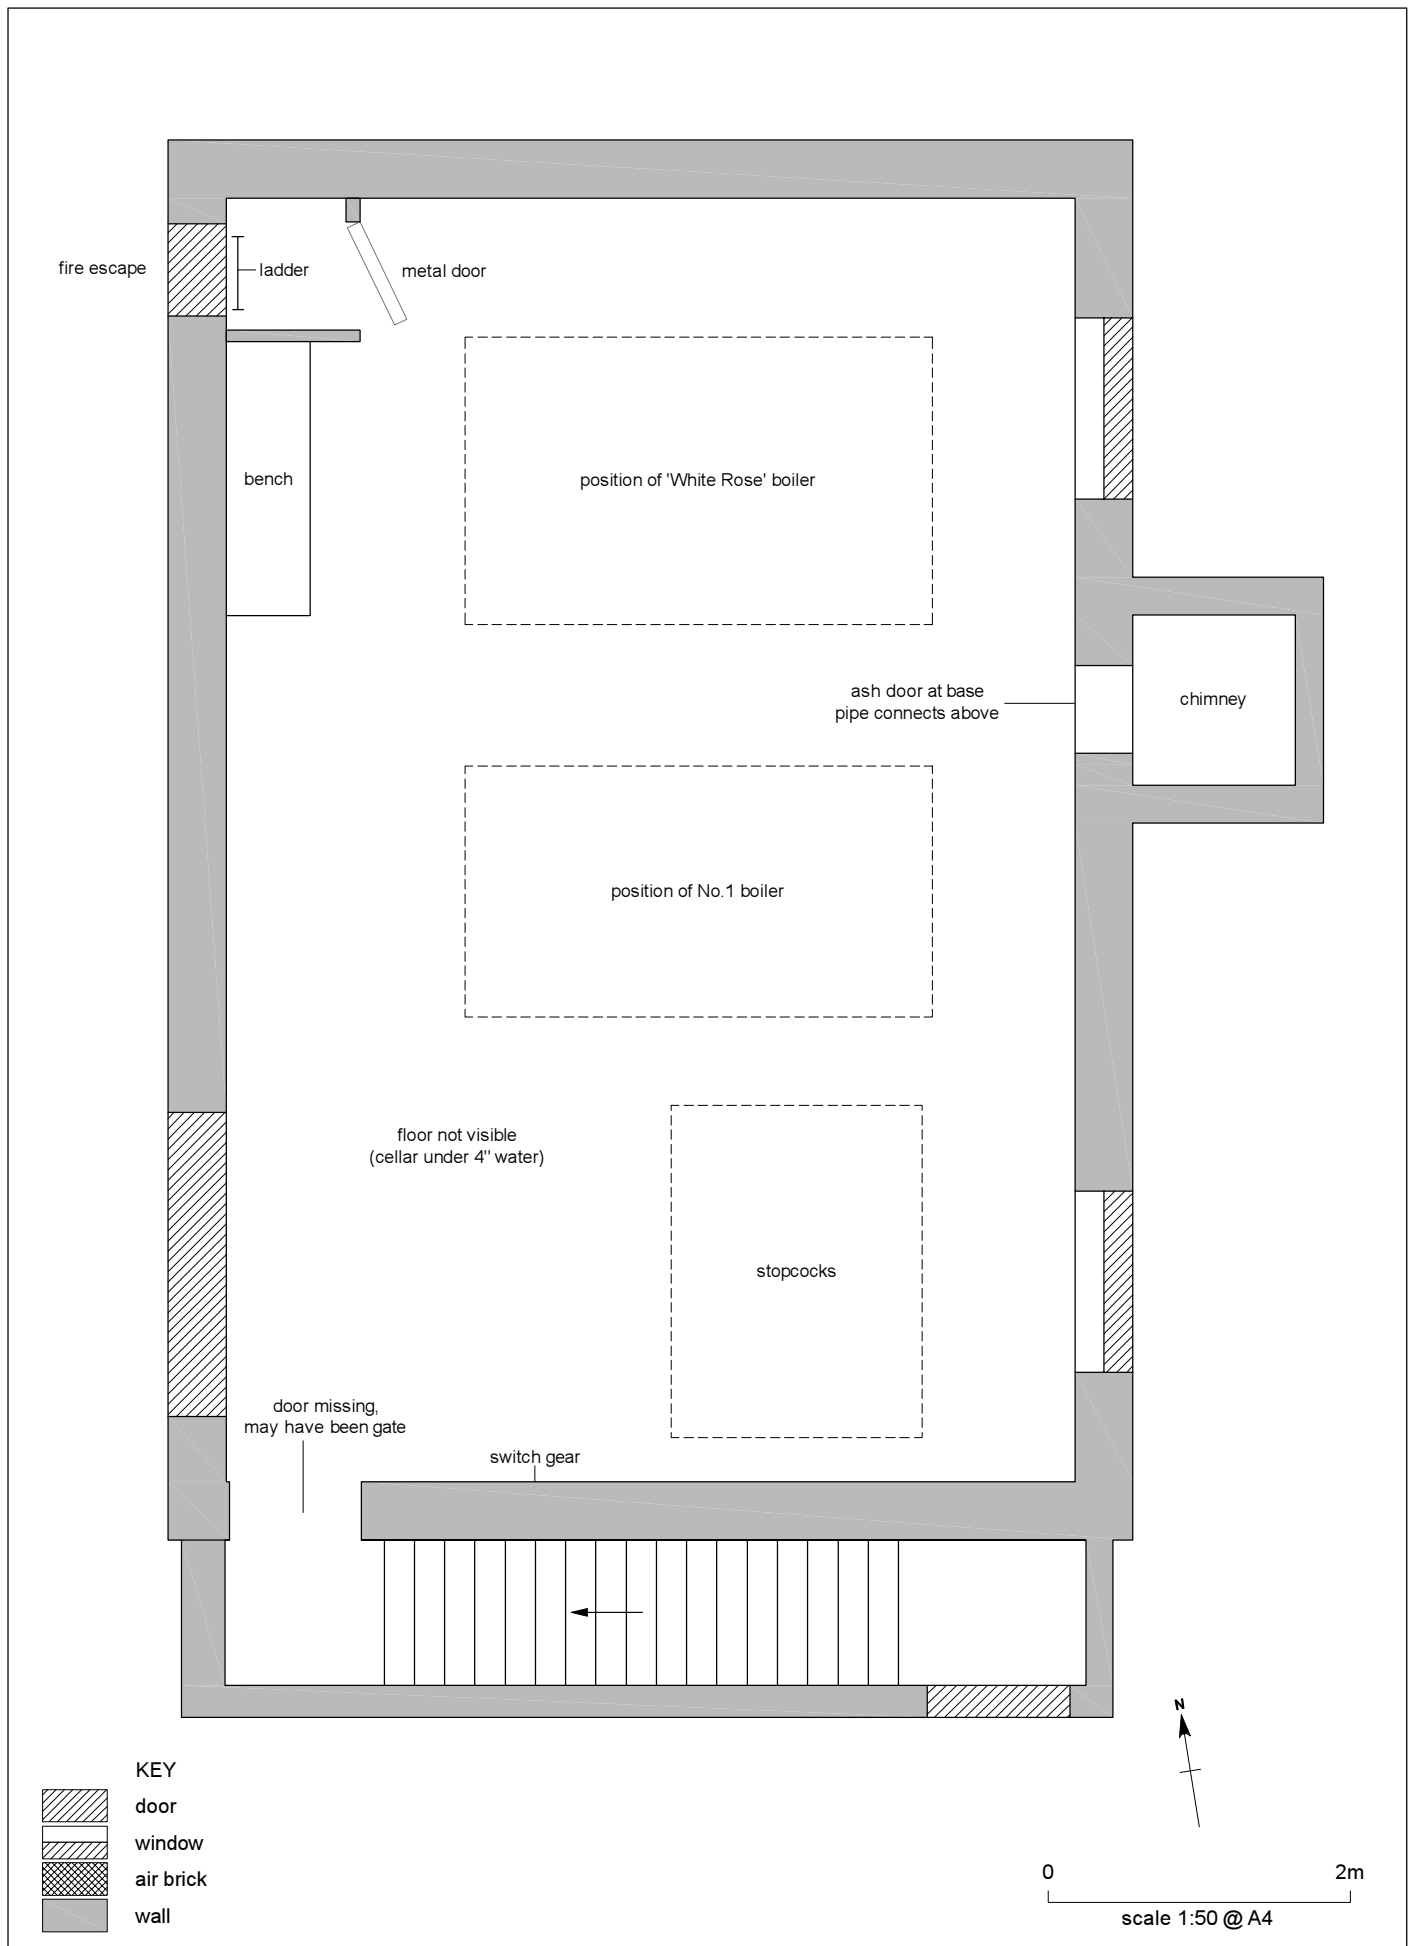 fire escape
ladder
metal door
bench
position of 'White Rose' boiler
ash door at base
pipe connects above
chimney
position of No.1 boiler
floor not visible
(cellar under 4" water)
stopcocks
door missing,
may have been gate
switch gear
N
KEY
door
window
air brick
wall
0 2m
scale 1:50 @ A4